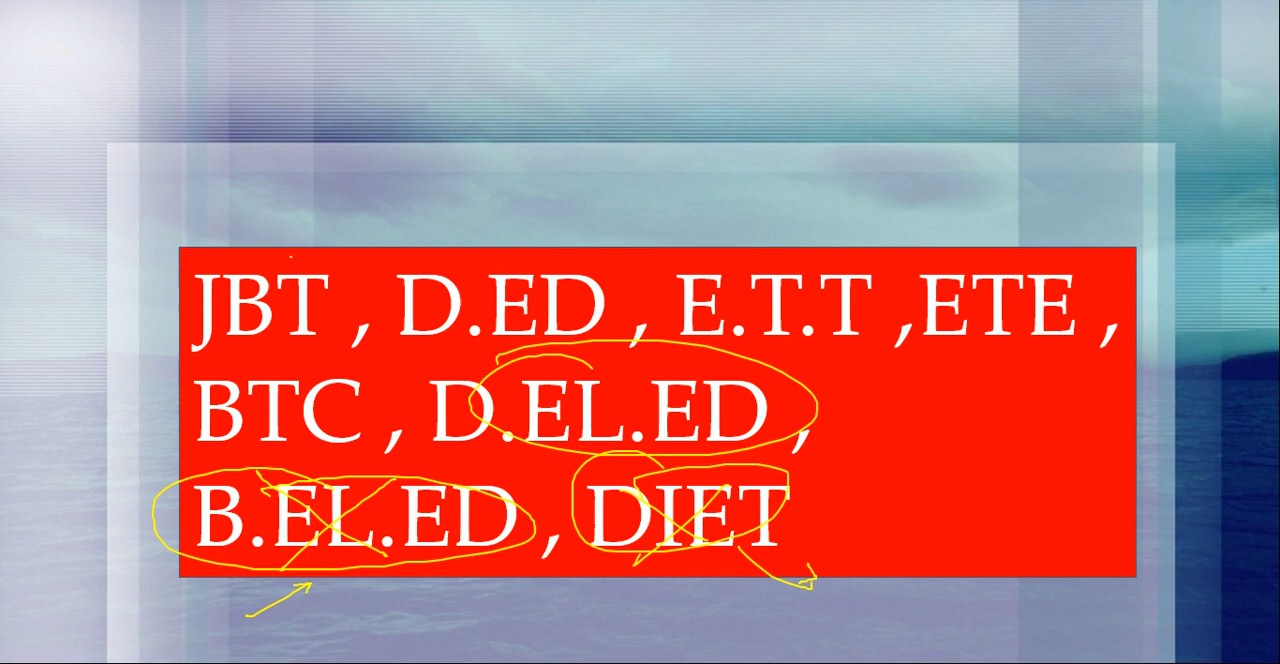 JBT , D.ED , E.T.T ,ETE ,
BTC , D.EL.ED ,
B.EL.ED , DIET